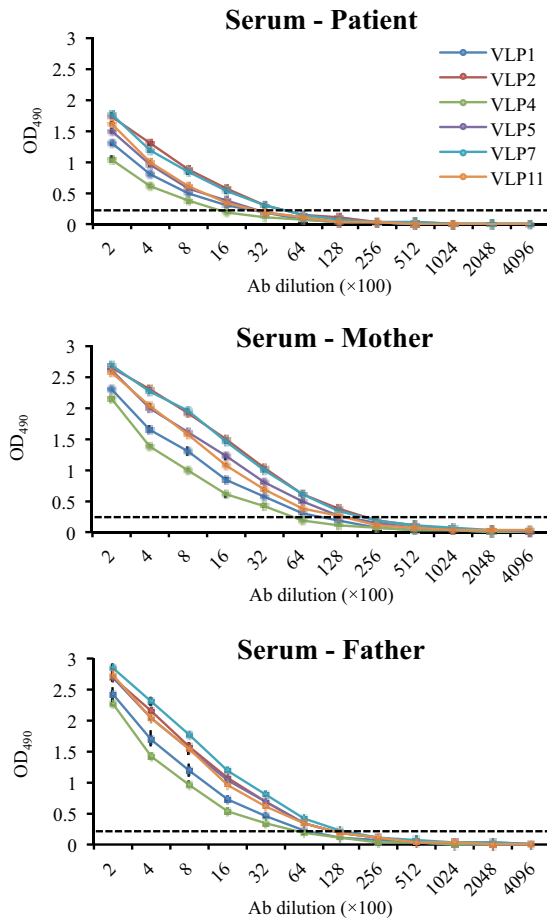 Serum - Patient
3
2.5
2
1.5
1
0.5
0
OD490
VLP1
VLP2
VLP4
VLP5
VLP7
VLP11
2 4 8 16 32 64 128 256 512 1024 2048 4096
Ab dilution (×100)
Serum - Mother
3
2.5
2
1.5
1
0.5
0
OD490
2 4 8 16 32 64 128 256 512 1024 2048 4096
Ab dilution (×100)
Serum - Father
3
2.5
2
1.5
1
0.5
0
OD490
2 4 8 16 32 64 128 256 512 1024 2048 4096
Ab dilution (×100)